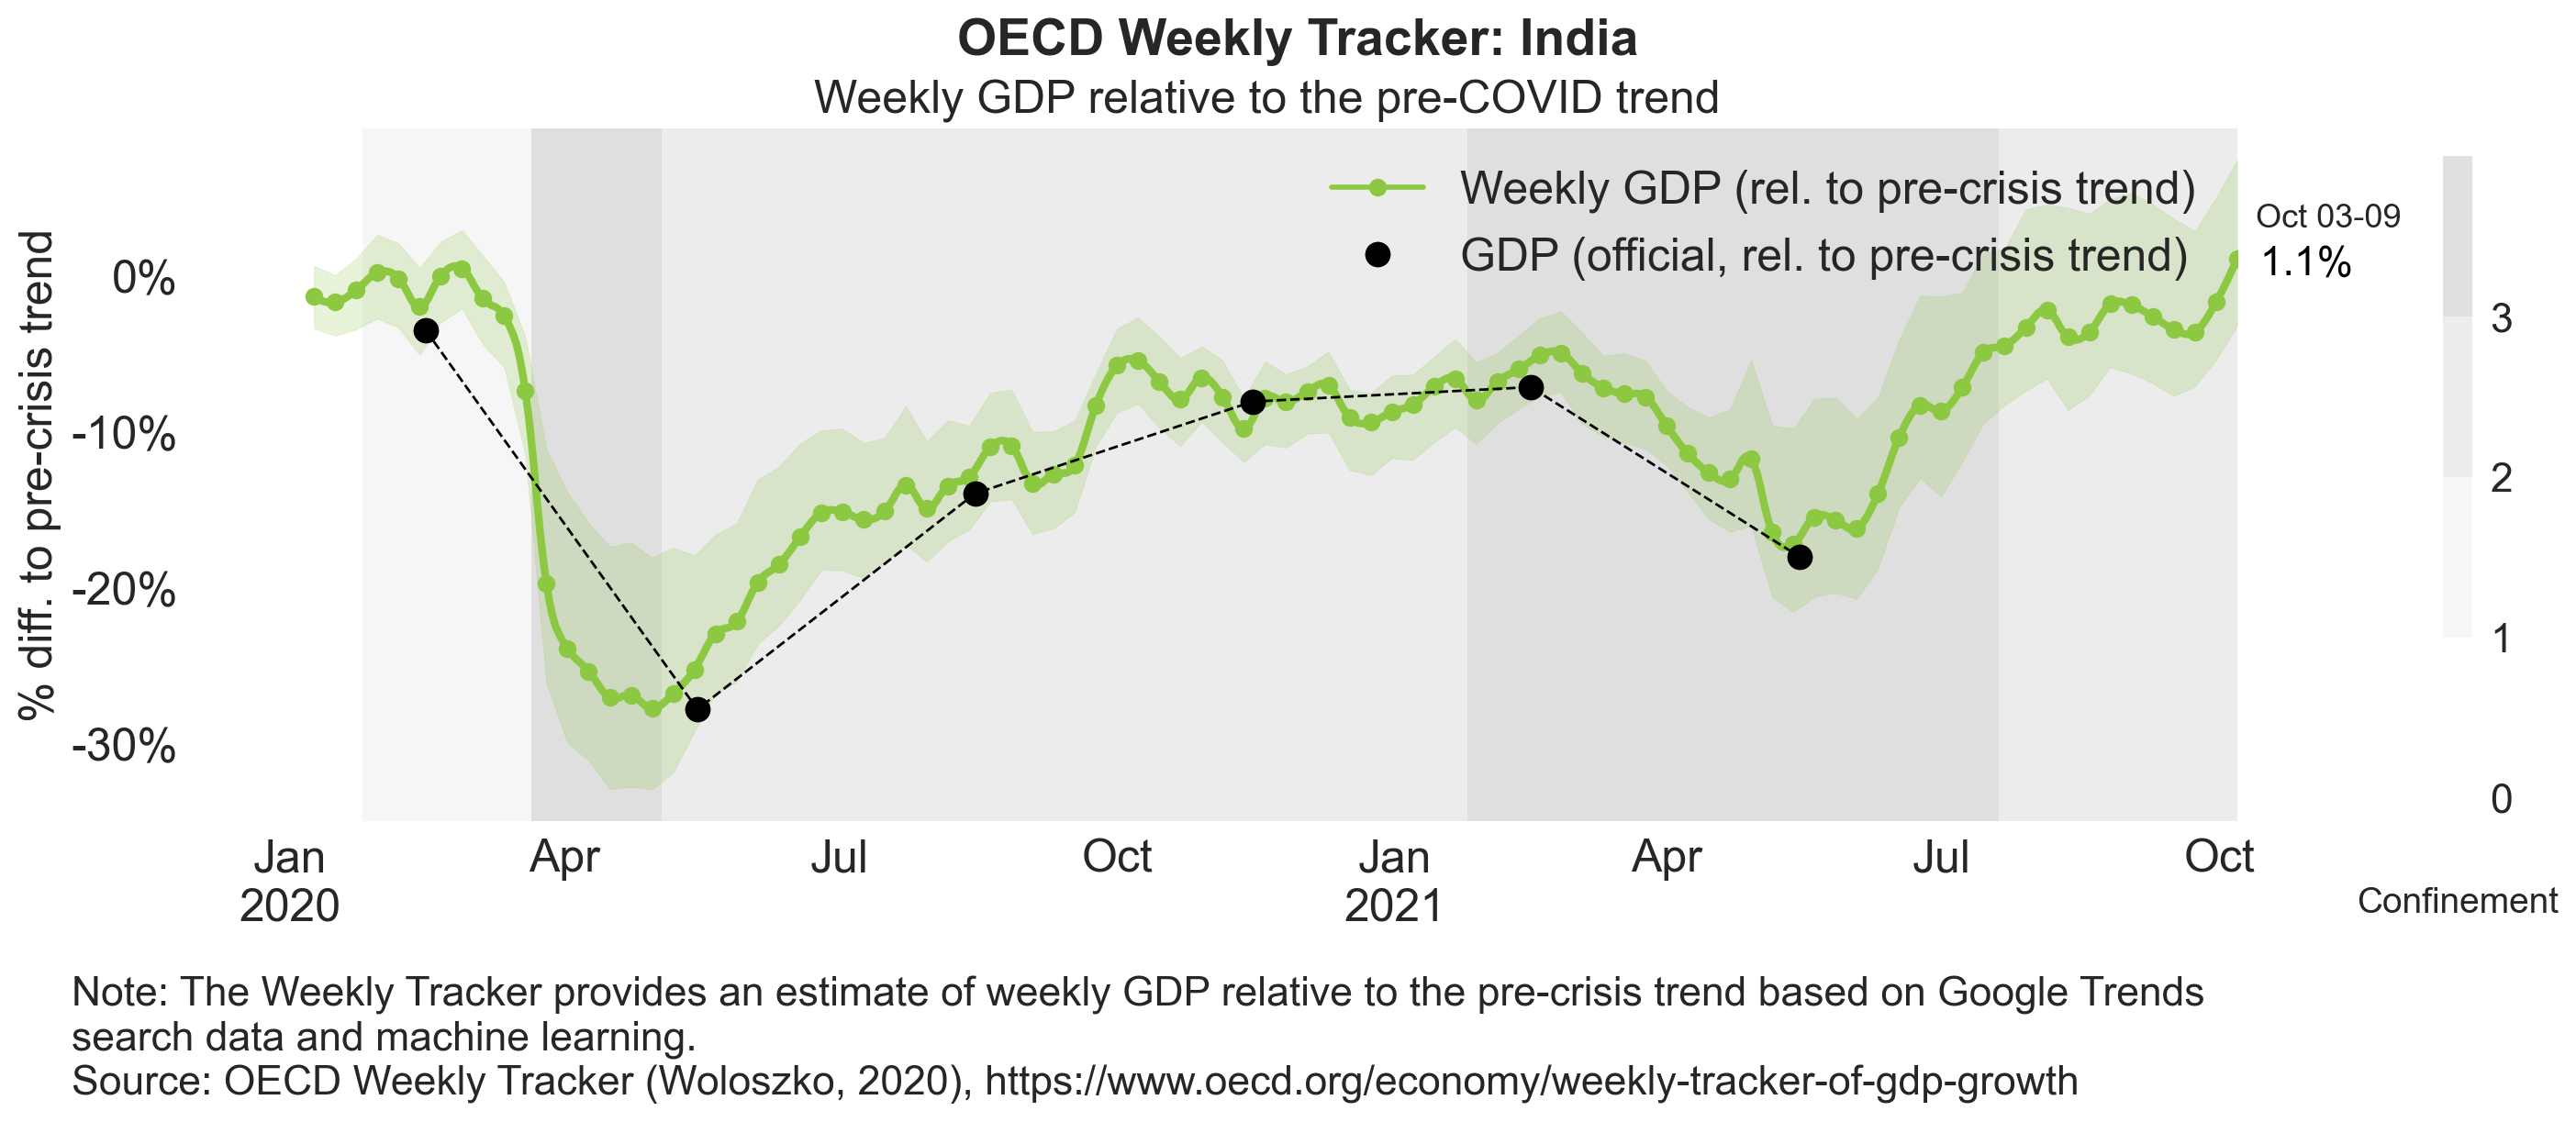 OECD Weekly Tracker: India
Weekly GDP relative to the pre-COVID trend
Weekly GDP (rel. to pre-crisis trend)
GDP (official, rel. to pre-crisis trend)
Oct 03-09
1.1%
% diff. to pre-crisis trend
0%
-10%
-20%
-30%
3
2
1
0
Jan Apr Jul Oct Jan Apr Jul Oct
2020 2021
Confinement
Note: The Weekly Tracker provides an estimate of weekly GDP relative to the pre-crisis trend based on Google Trends
search data and machine learning.
Source: OECD Weekly Tracker (Woloszko, 2020), https://www.oecd.org/economy/weekly-tracker-of-gdp-growth